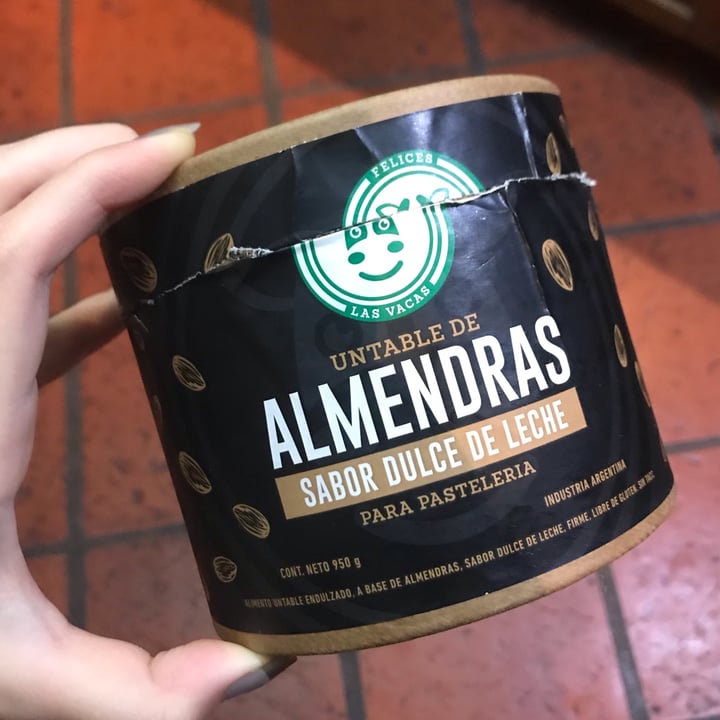 FELICES
LAS VACAS
UNTABLE DE
ALMENDRAS
SABOR DULCE DE LECHE
PARA PASTELERIA
INDUSTRIA ARGENTINA
CONT. NETO 950 g
ALIMENTO UNTABLE ENDULZADO, A BASE DE ALMENDRAS, SABOR DULCE DE LECHE, FIRME, LIBRE DE GLUTEN, SIN TACC.